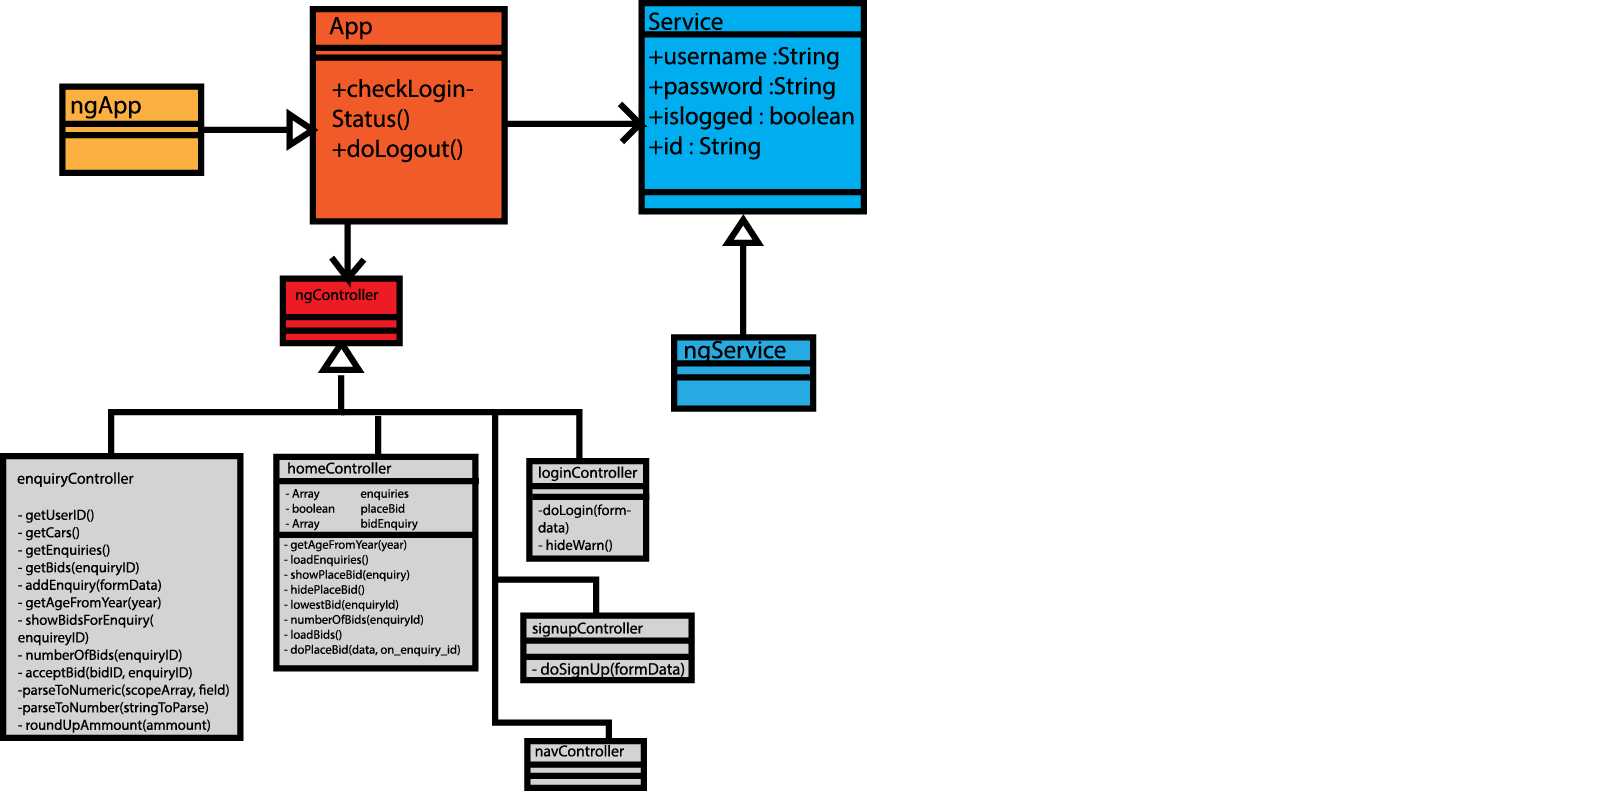 App
+checkLogin-
Status()
+doLogout()
Service
+username :String
+password :String
+islogged : boolean
+id : String
ngApp
ngController
ngService
enquiryController
- getUserID()
- getCars()
- getEnquiries()
- getBids(enquiryID)
- addEnquiry(formData)
- getAgeFromYear(year)
- showBidsForEnquiry(
enquireyID)
- numberOfBids(enquiryID)
- acceptBid(bidID, enquiryID)
-parseToNumeric(scopeArray, field)
-parseToNumber(stringToParse)
- roundUpAmmount(ammount)
homeController
- Array enquiries
- boolean placeBid
- Array bidEnquiry
- getAgeFromYear(year)
- loadEnquiries()
- showPlaceBid(enquiry)
- hidePlaceBid()
- lowestBid(enquiryId)
- numberOfBids(enquiryId)
- loadBids()
- doPlaceBid(data, on_enquiry_id)
loginController
-doLogin(form-
data)
- hideWarn()
signupController
- doSignUp(formData)
navController